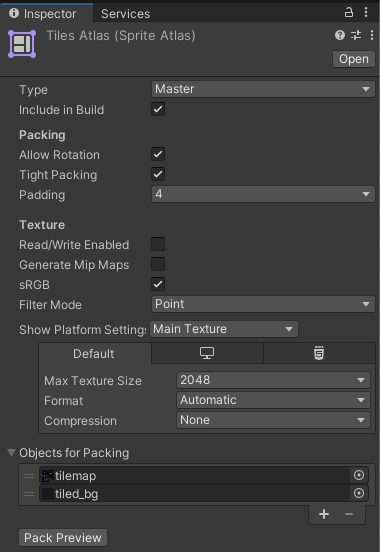 Inspector Services
Tiles Atlas (Sprite Atlas)
Open
Type Master
Include in Build
Packing
Allow Rotation
Tight Packing
Padding 4
Texture
Read/Write Enabled
Generate Mip Maps
sRGB
Filter Mode Point
Show Platform Setting: Main Texture
Default
Max Texture Size 2048
Format Automatic
Compression None
Objects for Packing
tilemap
tiled_bg
Pack Preview